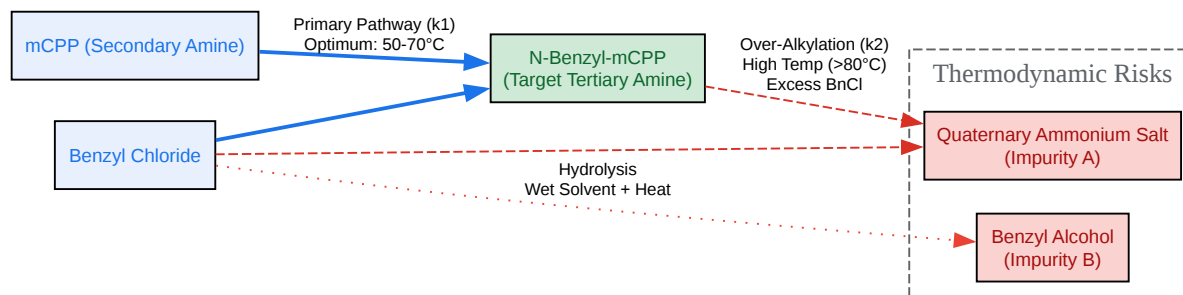 mCPP (Secondary Amine)
Primary Pathway (k1)
Optimum: 50-70°C
N-Benzyl-mCPP
(Target Tertiary Amine)
Over-Alkylation (k2)
High Temp (>80°C)
Excess BnCl
Thermodynamic Risks
Quaternary Ammonium Salt
(Impurity A)
Benzyl Chloride
Hydrolysis
Wet Solvent + Heat
Benzyl Alcohol
(Impurity B)